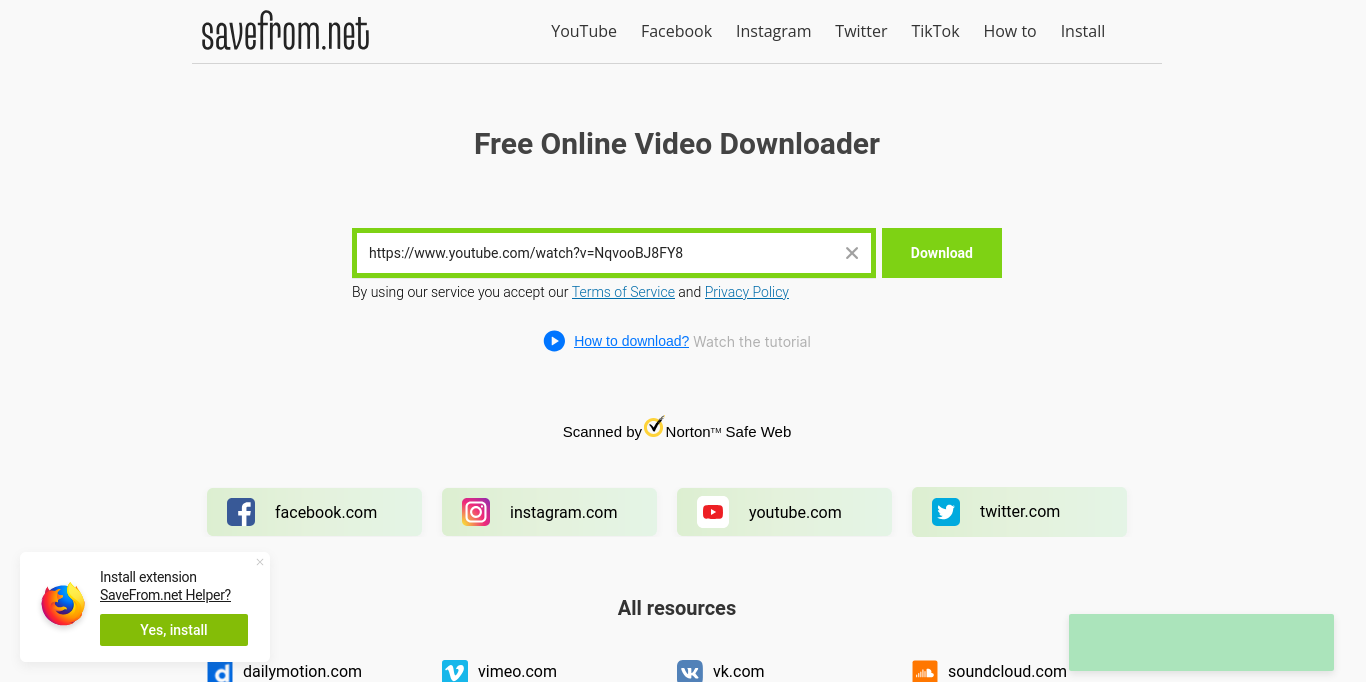 savefrom.net
YouTube Facebook Instagram Twitter TikTok How to Install
Free Online Video Downloader
https://www.youtube.com/watch?v=NqvooBJ8FY8
Download
By using our service you accept our Terms of Service and Privacy Policy
How to download? Watch the tutorial
Scanned by Norton™ Safe Web
facebook.com
instagram.com
youtube.com
twitter.com
Install extension
SaveFrom.net Helper?
Yes, install
All resources
dailymotion.com
vimeo.com
vk.com
soundcloud.com